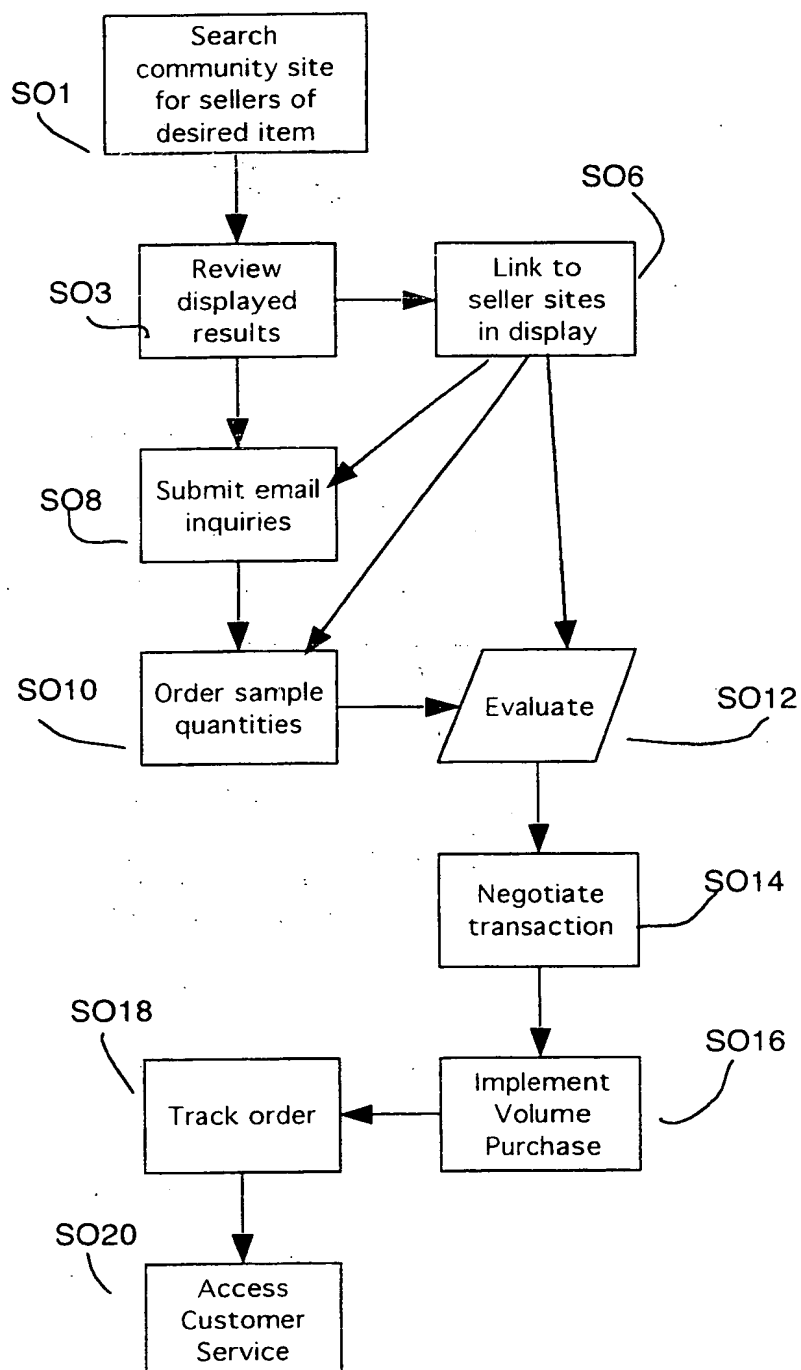 Search
community site
for sellers of
desired item
SO1
SO6
Review
displayed
results
Link to
seller sites
in display
SO3
Submit email
inquiries
SO8
SO10
Order sample
quantities
Evaluate
SO12
Negotiate
transaction
SO14
SO18
SO16
Track order
Implement
Volume
Purchase
SO20
Access
Customer
Service